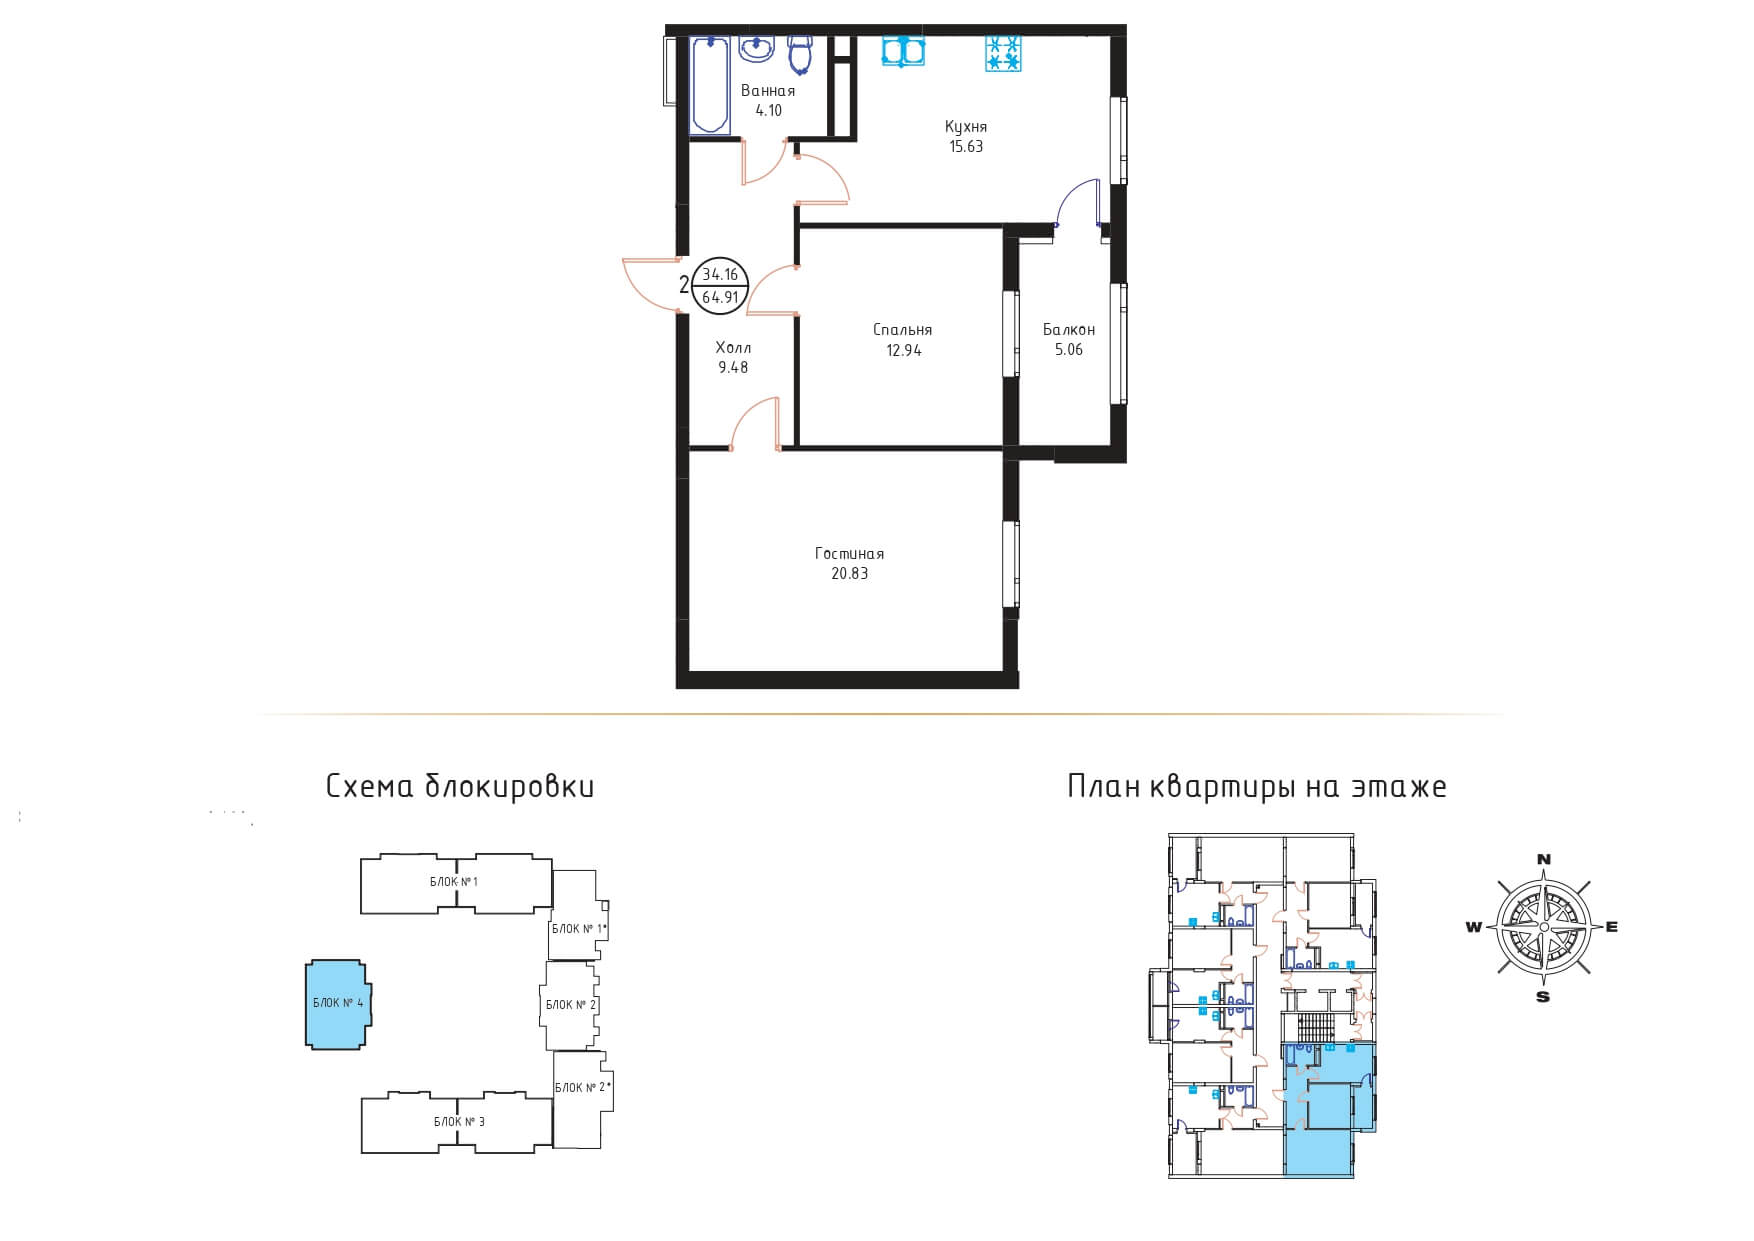 Ванная
4.10
Кухня
15.63
2
34.16
64.91
Спальня
12.94
Балкон
5.06
Холл
9.48
Гостиная
20.83
Схема блокировки
План квартиры на этаже
БЛОК № 1
БЛОК № 1*
БЛОК № 4
БЛОК № 2
БЛОК № 2*
БЛОК № 3
N
W
E
S